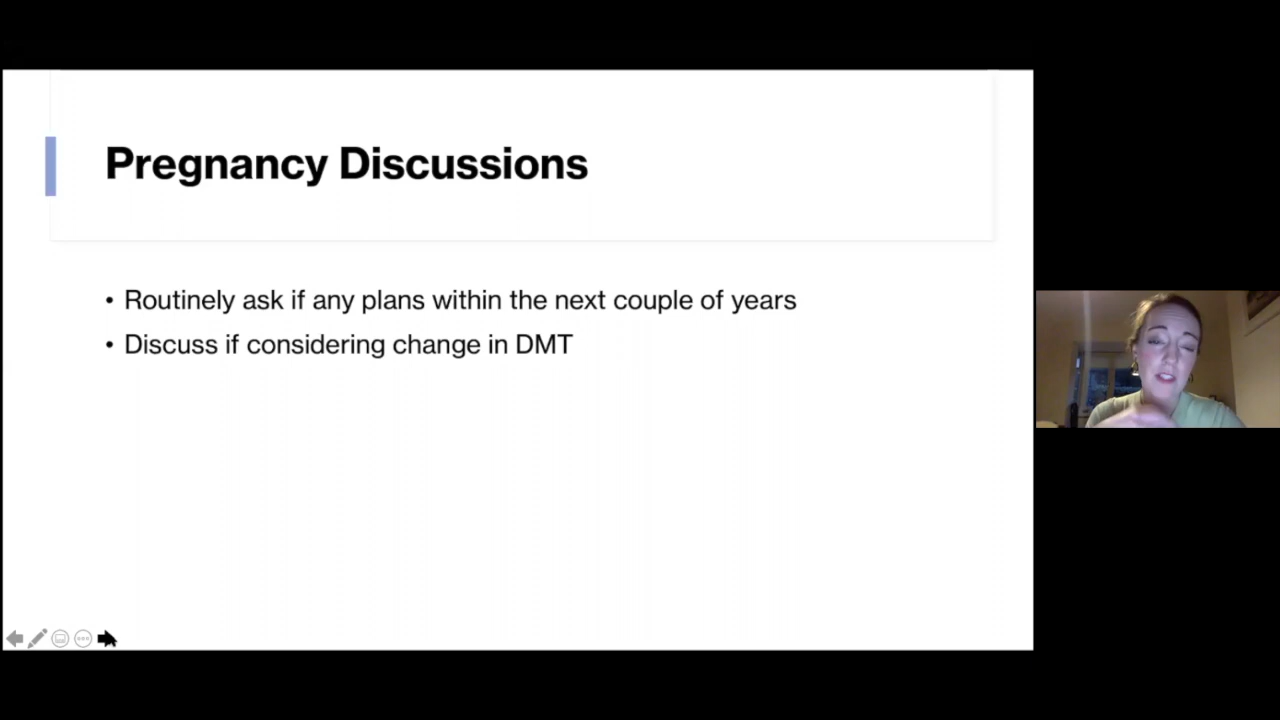 Pregnancy Discussions
• Routinely ask if any plans within the next couple of years
• Discuss if considering change in DMT